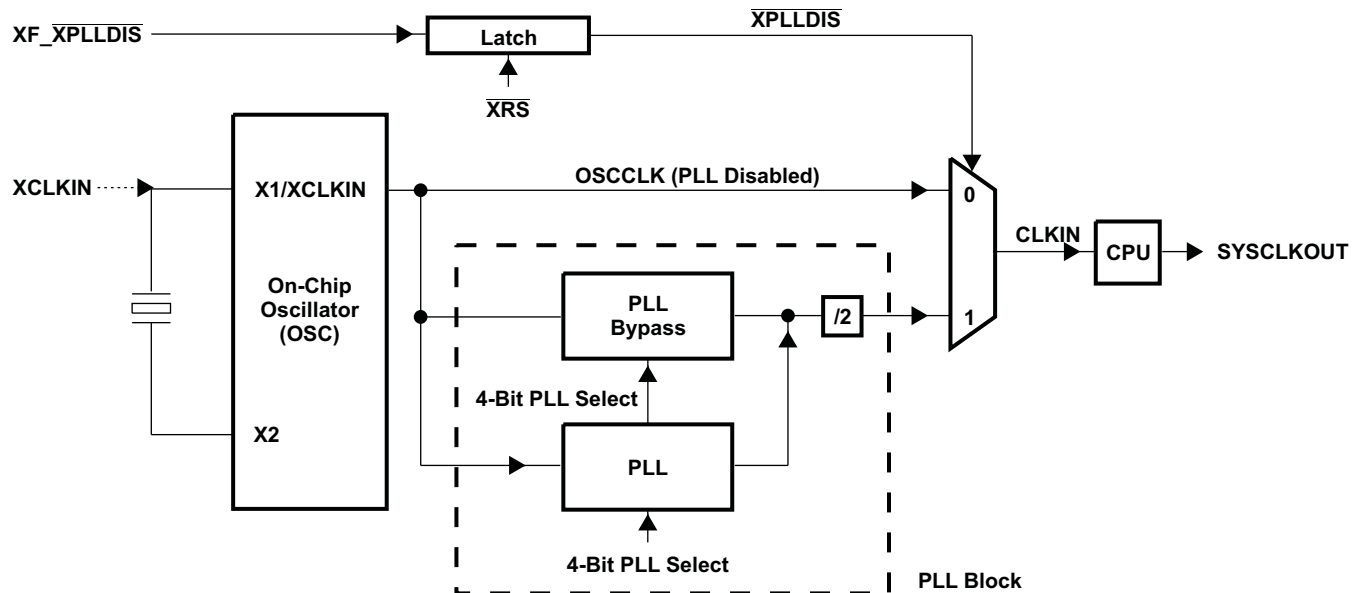 XF_XPLLDIS
Latch
XPLLDIS
XRS
XCLKIN
X1/XCLKIN
OSCCLK (PLL Disabled)
0
On-Chip
Oscillator
(OSC)
PLL
Bypass
/2
1
CLKIN
CPU
SYSCLKOUT
4-Bit PLL Select
X2
PLL
4-Bit PLL Select
PLL Block